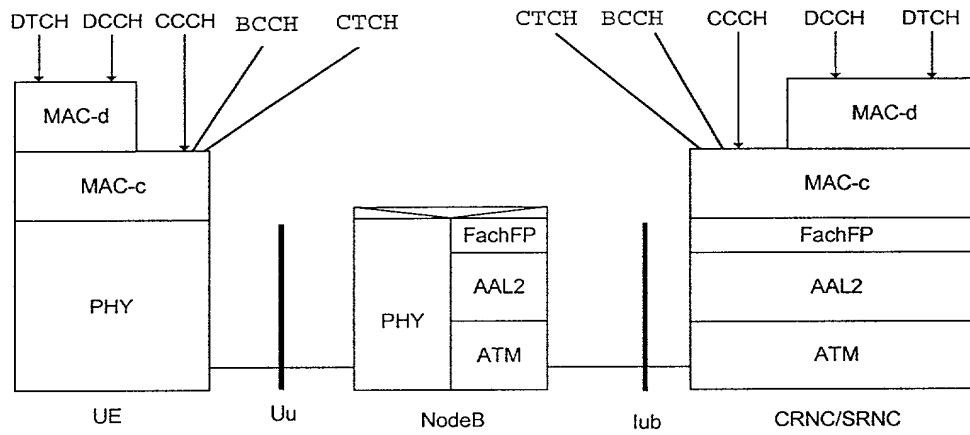 DTCH DCCH CCCH BCCH CTCH CTCH BCCH CCCH DCCH DTCH
MAC-d MAC-d
MAC-c MAC-c
FachFP FachFP
PHY PHY AAL2 AAL2
ATM ATM
UE Uu NodeB Iub CRNC/SRNC